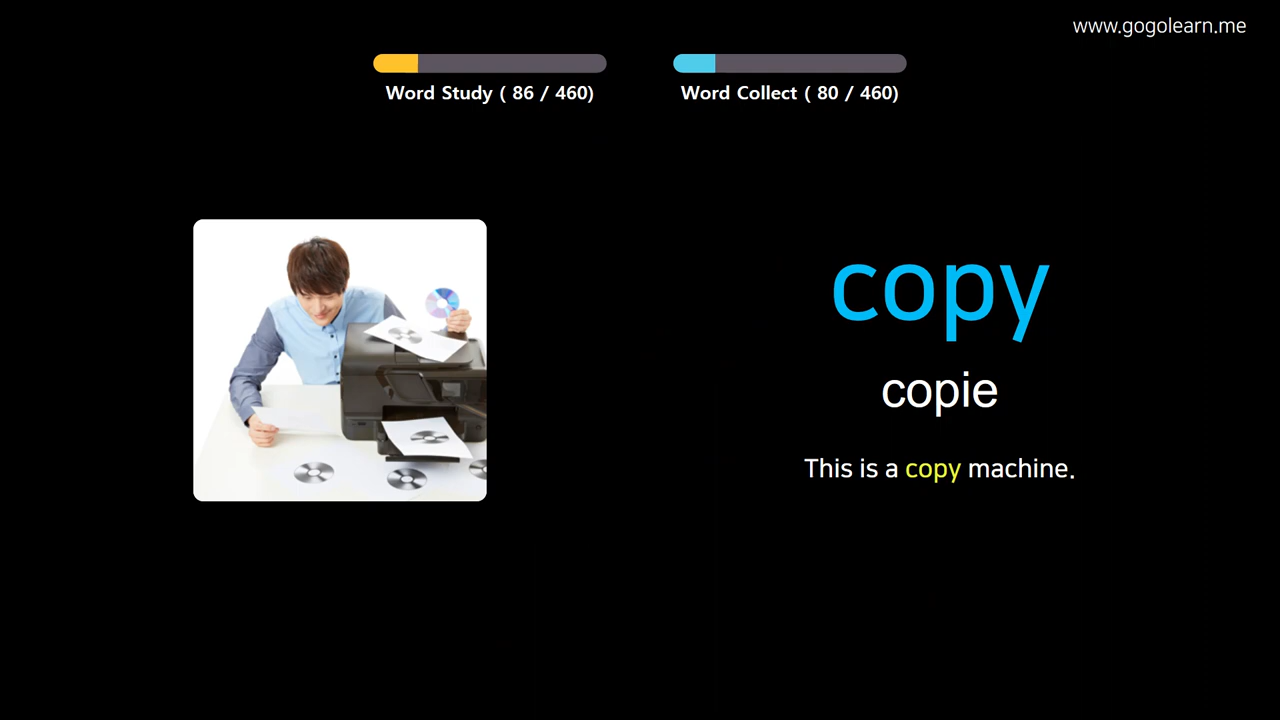 www.gogolearn.me
Word Study ( 86 / 460)
Word Collect ( 80 / 460)
copy
copie
This is a copy machine.